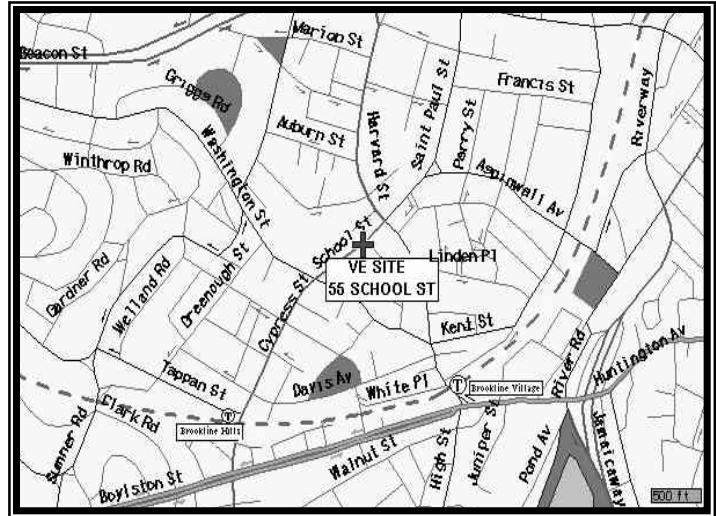 Beacon St
Marion St
Griggs Rd
Francis St
Auburn St
Harvard St
Saint Paul St
Perry St
Riverway
Winthrop Rd
Washington St
Aspinwall Av
School St
VE SITE
55 SCHOOL ST
Linden Pl
Gardner Rd
Welland Rd
Greenough St
Cypress St
Kent St
Tappan St
Davis Av
White Pl
T
Brookline Village
River Rd
Huntington Av
T
Brookline Hills
Clark Rd
Sumner Rd
Boylston St
Walnut St
High St
Juniper St
Pond Av
Jamaicaway
500 ft